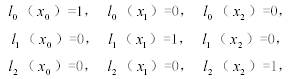 l₀（x₀）=1， l₀（x₁）=0， l₀（x₂）=0；
l₁（x₀）=0， l₁（x₁）=1， l₁（x₂）=0；
l₂（x₀）=0， l₂（x₁）=0， l₂（x₂）=1，